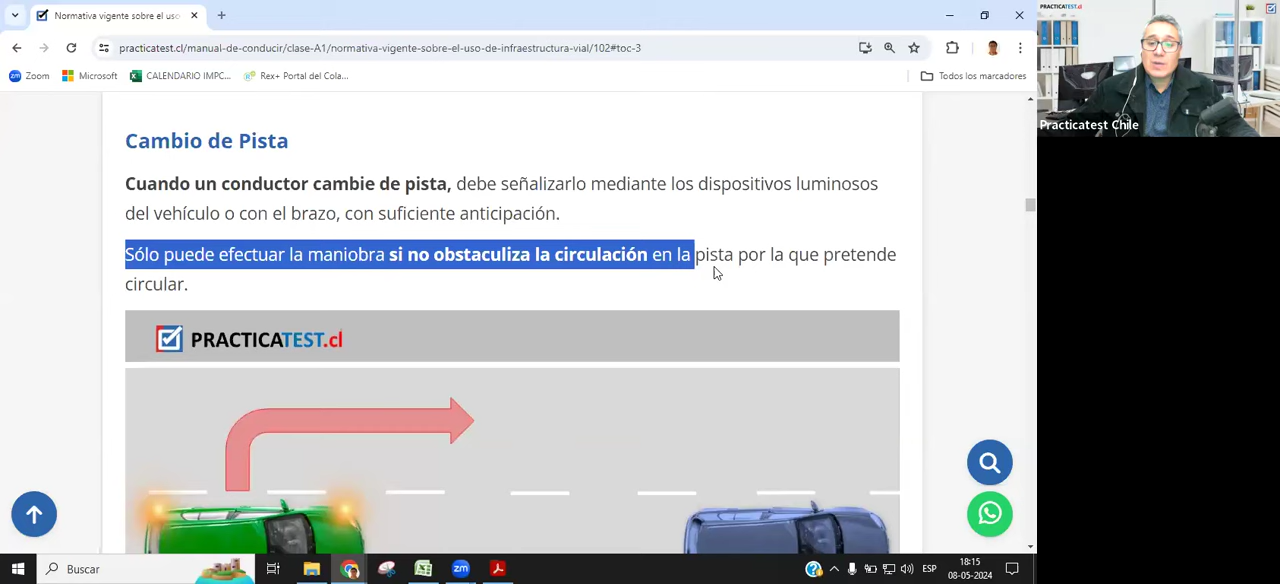 Normativa vigente sobre el uso
practicatest.cl/manual-de-conducir/clase-A1/normativa-vigente-sobre-el-uso-de-infraestructura-vial/102#toc-3
zm Zoom Microsoft CALENDARIO IMPC... Rex+ Portal del Cola... Todos los marcadores
PRACTICATEST.cl
Practicatest Chile
Cambio de Pista
Cuando un conductor cambie de pista, debe señalizarlo mediante los dispositivos luminosos
del vehículo o con el brazo, con suficiente anticipación.
Sólo puede efectuar la maniobra si no obstaculiza la circulación en la pista por la que pretende
circular.
PRACTICATEST.cl
Buscar
zm
ESP
18:15
08-05-2024